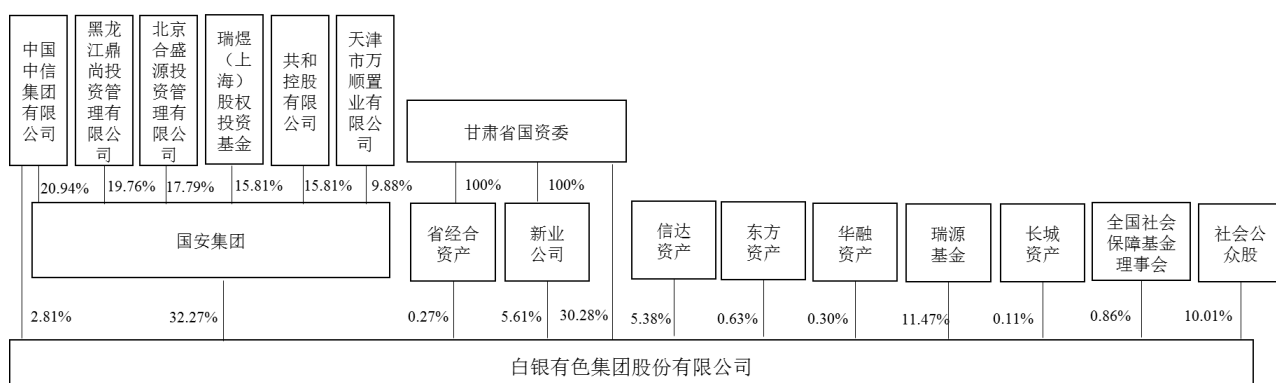 中国
中信
集团
有限
公司
黑龙
江鼎
尚投
资管
理有
限公
司
北京
合盛
源投
资管
理有
限公
司
瑞煜
（上
海）
股权
投资
基金
共和
控股
有限
公司
天津
市万
顺置
业有
限公
司
甘肃省国资委
20.94%
19.76%
17.79%
15.81%
15.81%
9.88%
100%
100%
国安集团
省经合
资产
新业
公司
信达
资产
东方
资产
华融
资产
瑞源
基金
长城
资产
全国社会
保障基金
理事会
社会公
众股
2.81%
32.27%
0.27%
5.61%
30.28%
5.38%
0.63%
0.30%
11.47%
0.11%
0.86%
10.01%
白银有色集团股份有限公司